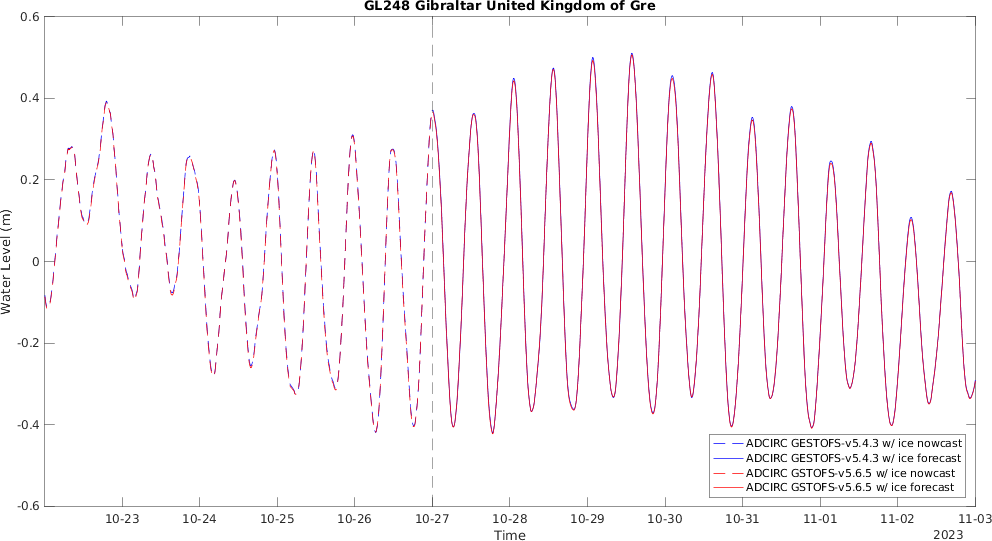 GL248 Gibraltar United Kingdom of Gre
Water Level (m)
0.6
0.4
0.2
0
-0.2
-0.4
-0.6
ADCIRC GESTOFS-v5.4.3 w/ ice nowcast
ADCIRC GESTOFS-v5.4.3 w/ ice forecast
ADCIRC GSTOFS-v5.6.5 w/ ice nowcast
ADCIRC GSTOFS-v5.6.5 w/ ice forecast
10-23 10-24 10-25 10-26 10-27 10-28 10-29 10-30 10-31 11-01 11-02 11-03
Time
2023